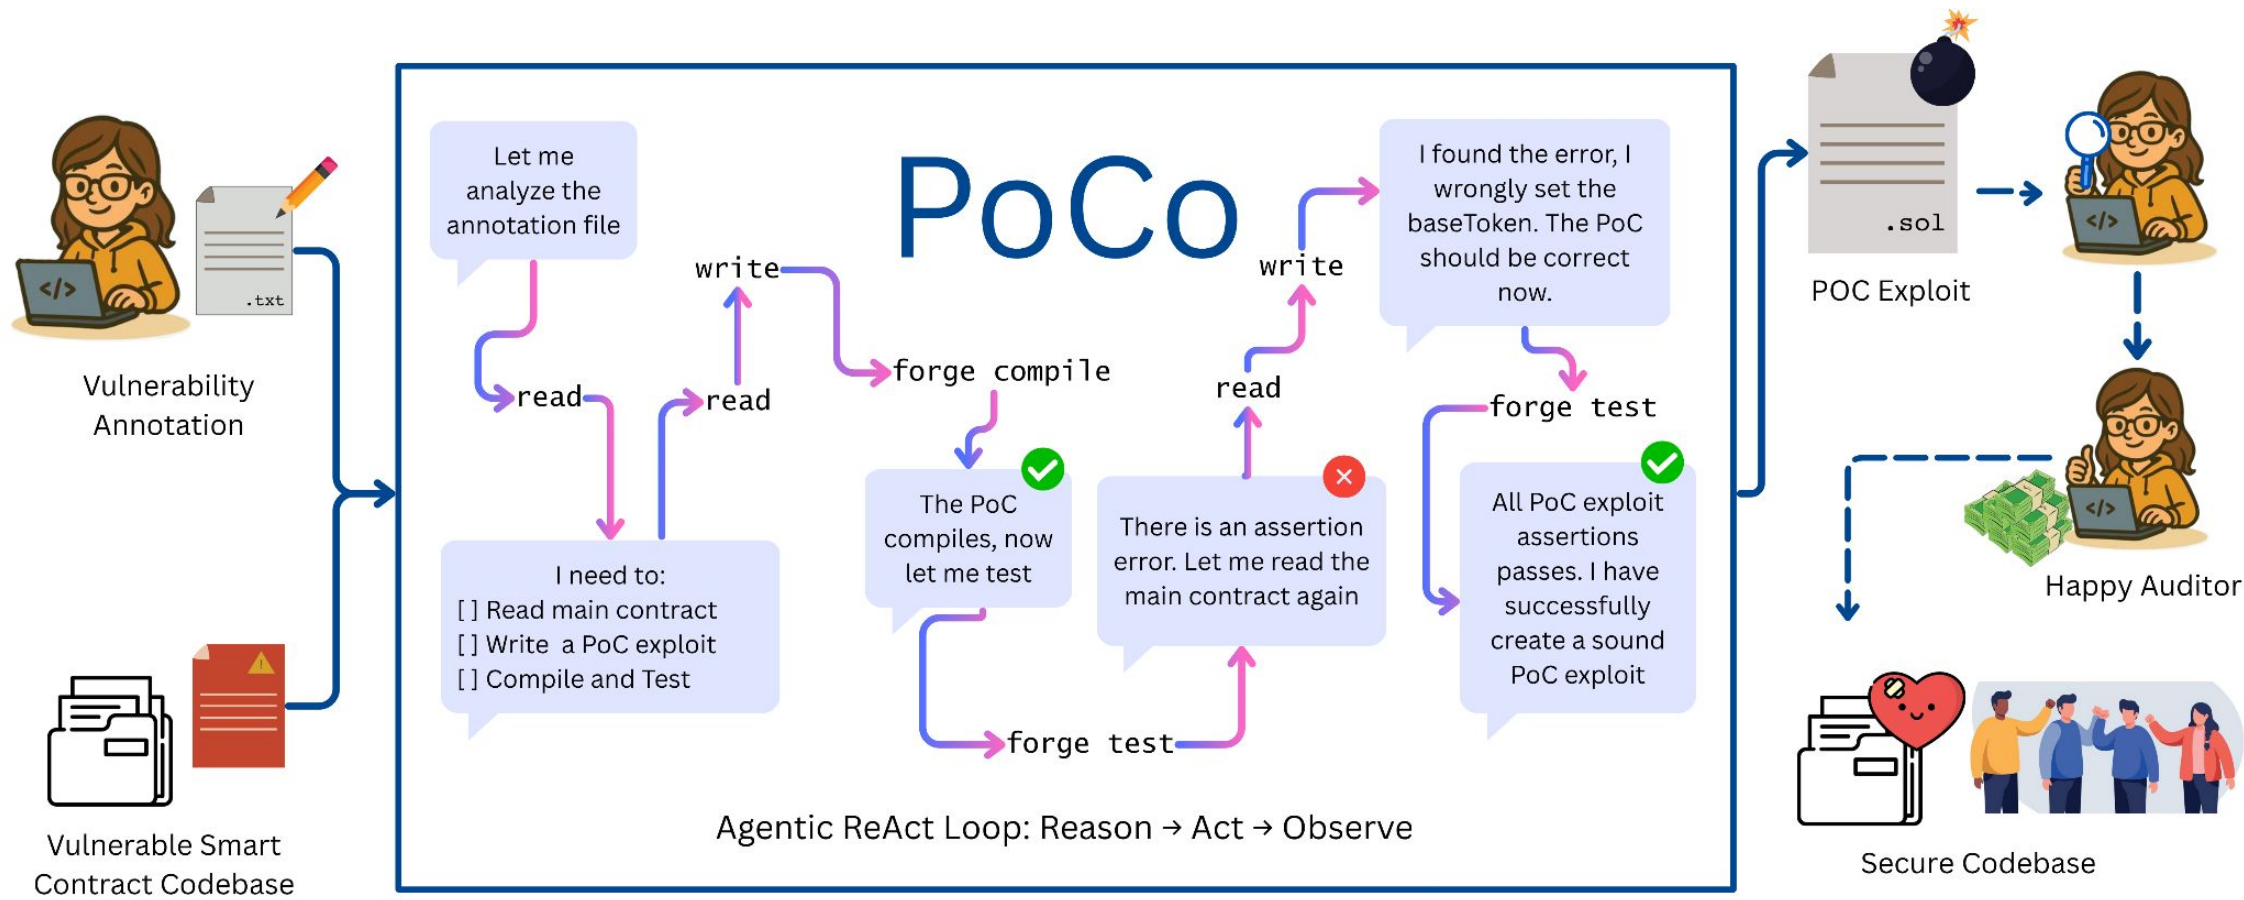 </>
.txt
Vulnerability
Annotation
Vulnerable Smart
Contract Codebase
PoCo
Let me
analyze the
annotation file
read
I need to:
[ ] Read main contract
[ ] Write a PoC exploit
[ ] Compile and Test
read
write
forge compile
The PoC
compiles, now
let me test
forge test
There is an assertion
error. Let me read the
main contract again
read
write
I found the error, I
wrongly set the
baseToken. The PoC
should be correct
now.
forge test
All PoC exploit
assertions
passes. I have
successfully
create a sound
PoC exploit
Agentic ReAct Loop: Reason → Act → Observe
.sol
POC Exploit
</>
</>
Happy Auditor
Secure Codebase